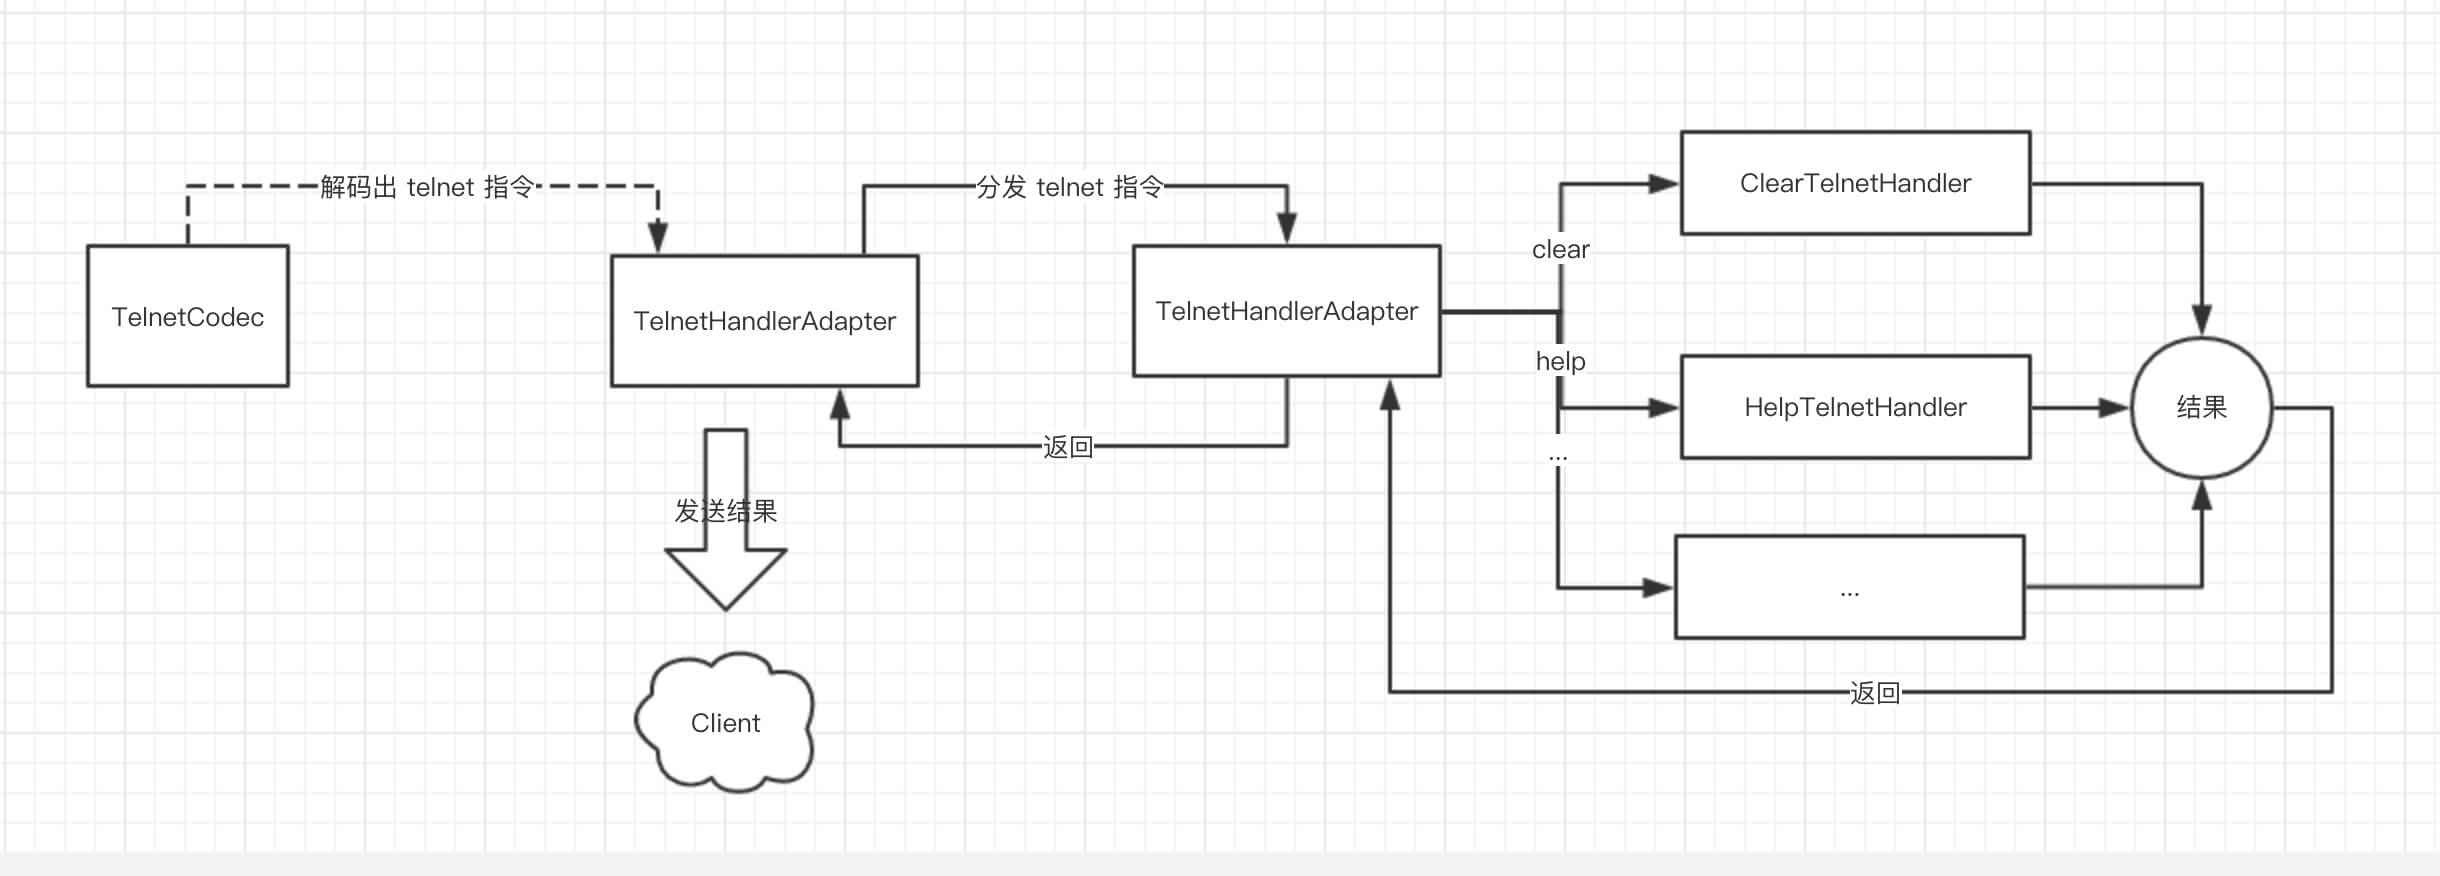 解码出 telnet 指令
分发 telnet 指令
TelnetCodec
TelnetHandlerAdapter
TelnetHandlerAdapter
clear
help
...
ClearTelnetHandler
HelpTelnetHandler
...
结果
返回
返回
发送结果
Client